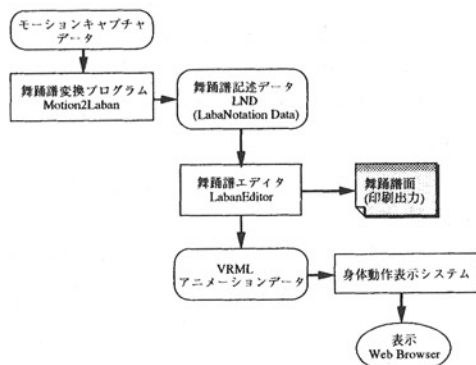 モーションキャプチャ
データ
舞踊譜変換プログラム
Motion2Laban
舞踊譜記述データ
LND
(LabaNotation Data)
舞踊譜エディタ
LabanEditor
舞踊譜面
(印刷出力)
VRML
アニメーションデータ
身体動作表示システム
表示
Web Browser